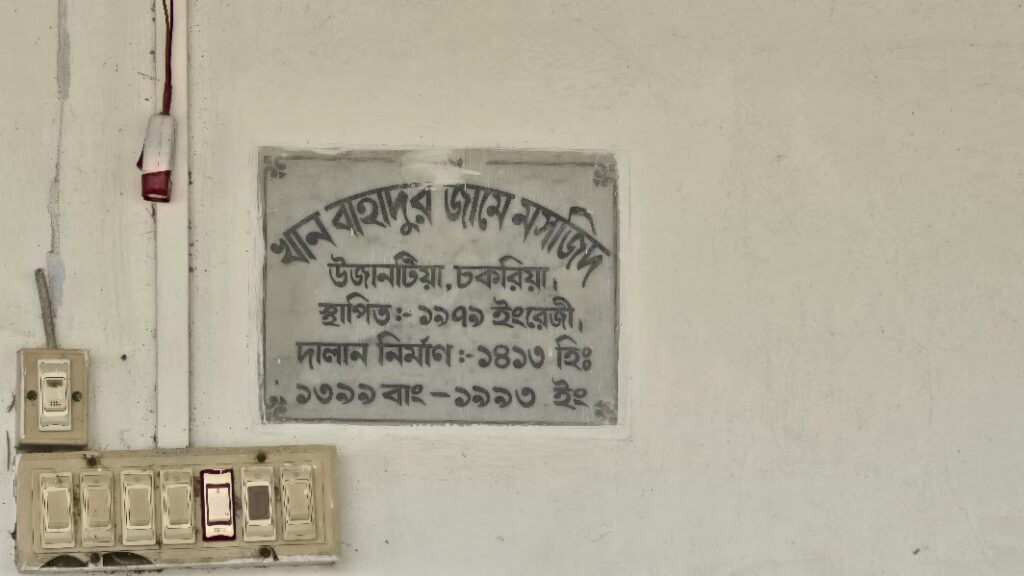 খান বাহাদুর জামে মসজিদ
উজানটিয়া, চকরিয়া।
স্থাপিত:- ১৯৭৯ ইংরেজী,
দালান নির্মাণ:- ১৪১৩ হিঃ
১৩৯৯ বাং - ১৯৯৩ ইং